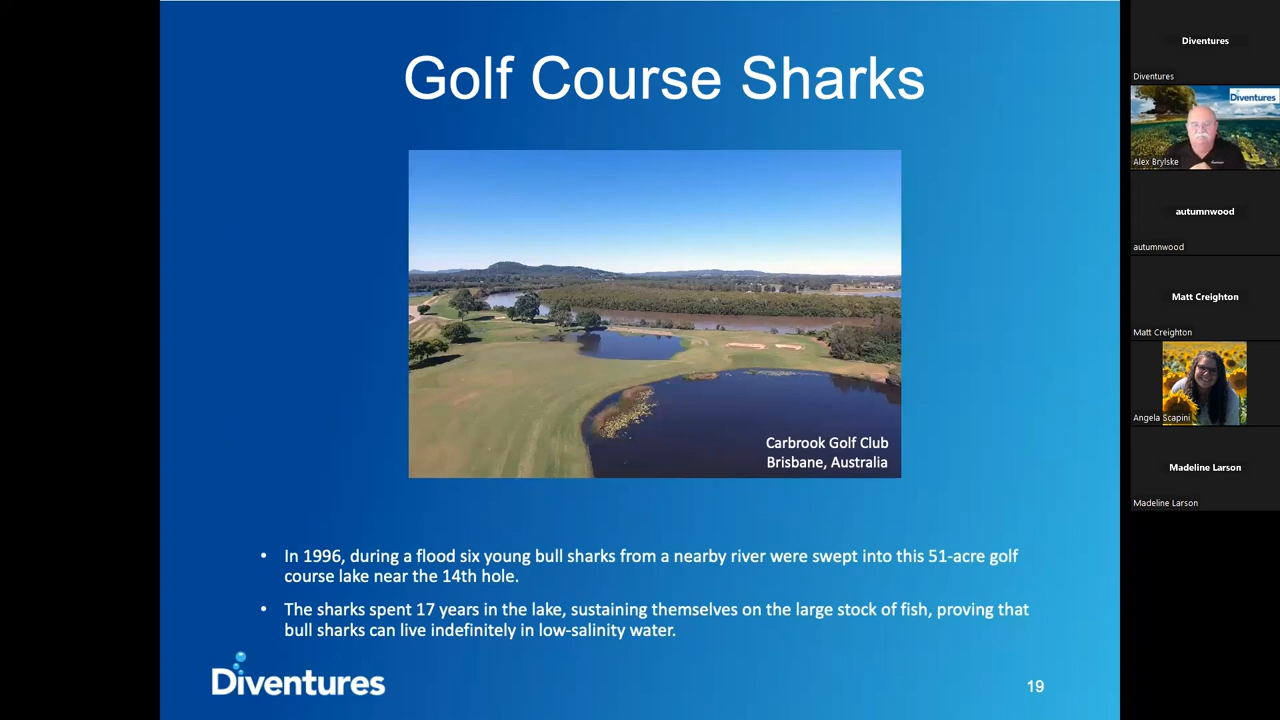 Golf Course Sharks
Carbrook Golf Club
Brisbane, Australia
• In 1996, during a flood six young bull sharks from a nearby river were swept into this 51-acre golf
course lake near the 14th hole.
• The sharks spent 17 years in the lake, sustaining themselves on the large stock of fish, proving that
bull sharks can live indefinitely in low-salinity water.
Diventures
19
Diventures
Diventures
Diventures
Alex Brylske
autumnwood
autumnwood
Matt Creighton
Matt Creighton
Angela Scapini
Madeline Larson
Madeline Larson